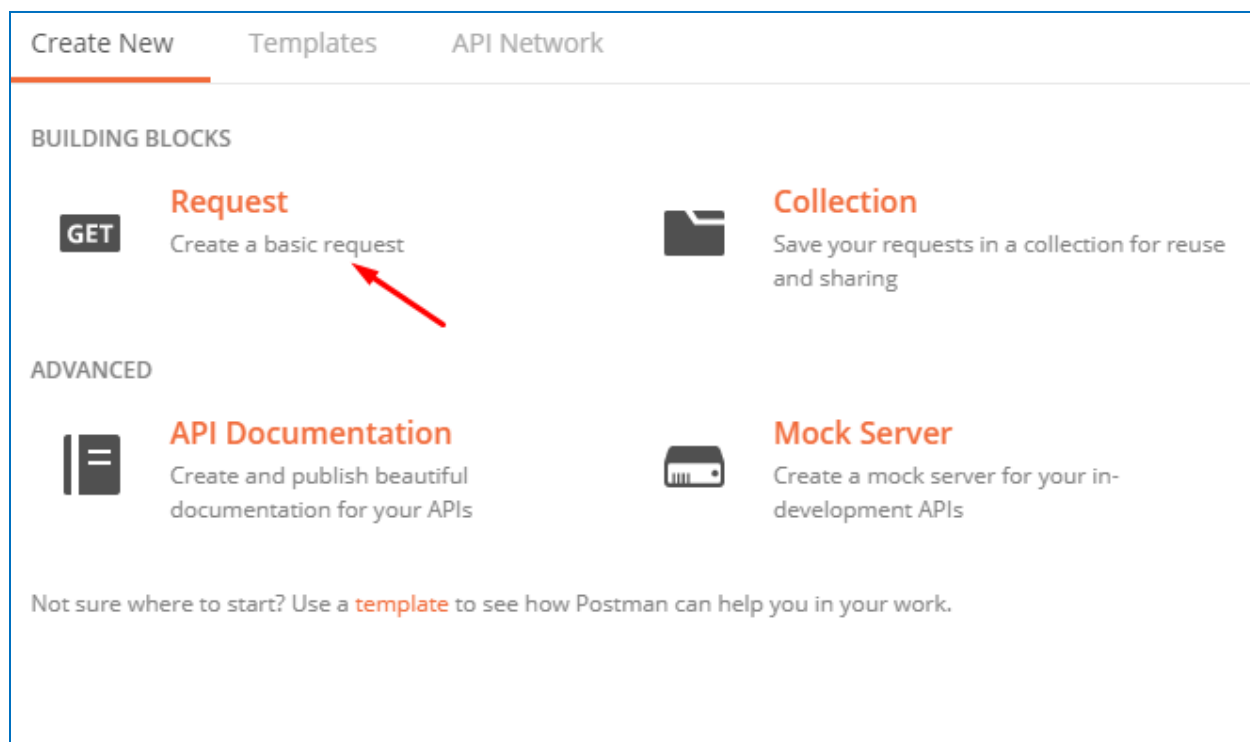 Create New Templates API Network
BUILDING BLOCKS
GET
Request
Create a basic request
Collection
Save your requests in a collection for reuse
and sharing
ADVANCED
API Documentation
Create and publish beautiful
documentation for your APIs
Mock Server
Create a mock server for your in-
development APIs
Not sure where to start? Use a template to see how Postman can help you in your work.